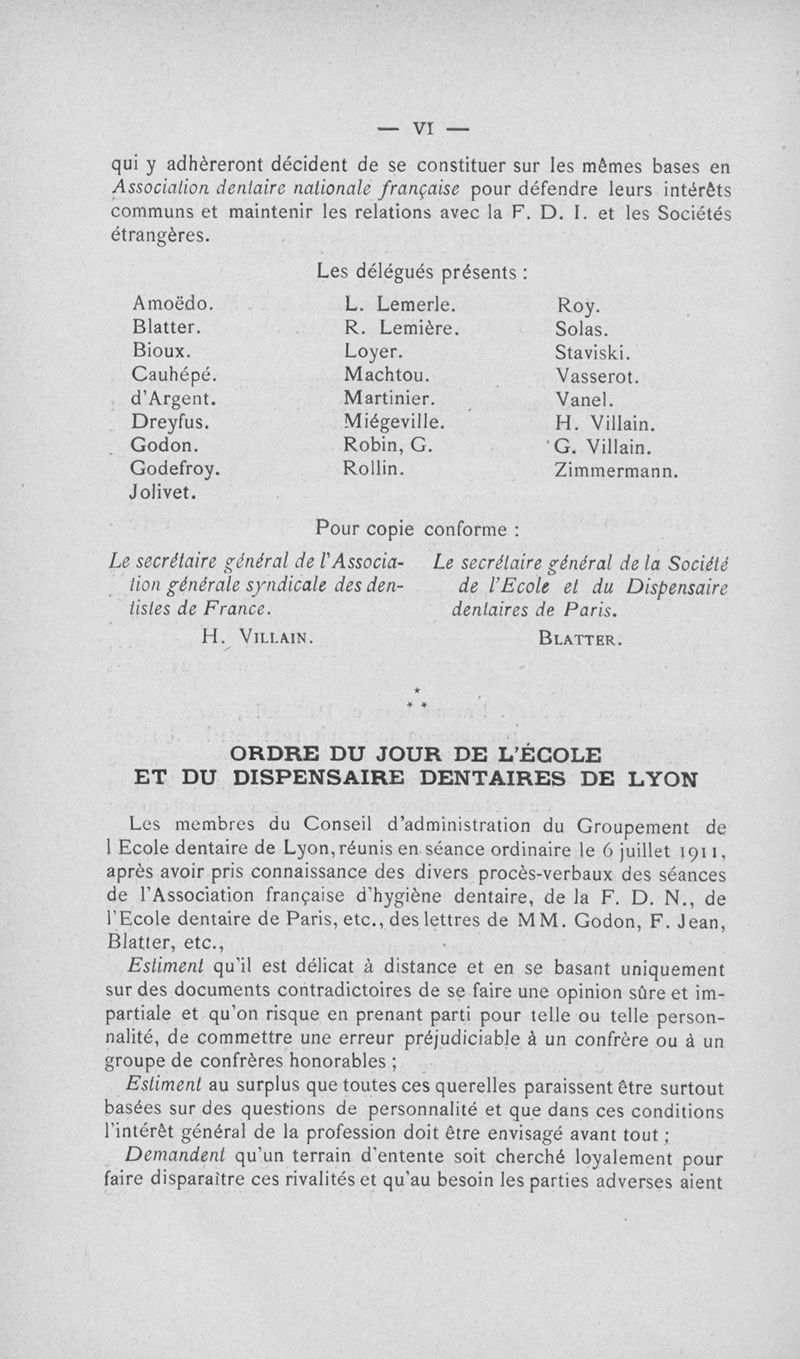 — VI —
qui y adhèreront décident de se constituer sur les mêmes bases en
Association dentaire nationale française pour défendre leurs intérêts
communs et maintenir les relations avec la F. D. I. et les Sociétés
étrangères.
Les délégués présents :
Amoëdo. L. Lemerle. Roy.
Blatter. R. Lemière. Solas.
Bioux. Loyer. Staviski.
Cauhépé. Machtou. Vasserot.
d'Argent. Martinier. Vanel.
Dreyfus. Miégeville. H. Villain.
Godon. Robin, G. G. Villain.
Godefroy. Rollin. Zimmermann.
Jolivet.
Pour copie conforme :
Le secrétaire général de l'Associa-
tion générale syndicale des den-
tistes de France.
H. VILLAIN.
Le secrétaire général de la Société
de l'Ecole et du Dispensaire
dentaires de Paris.
BLATTER.
*
* *
ORDRE DU JOUR DE L'ÉCOLE
ET DU DISPENSAIRE DENTAIRES DE LYON
Les membres du Conseil d'administration du Groupement de
l Ecole dentaire de Lyon, réunis en séance ordinaire le 6 juillet 1911,
après avoir pris connaissance des divers procès-verbaux des séances
de l'Association française d'hygiène dentaire, de la F. D. N., de
l'Ecole dentaire de Paris, etc., des lettres de MM. Godon, F. Jean,
Blatter, etc.,
Estiment qu'il est délicat à distance et en se basant uniquement
sur des documents contradictoires de se faire une opinion sûre et im-
partiale et qu'on risque en prenant parti pour telle ou telle person-
nalité, de commettre une erreur préjudiciable à un confrère ou à un
groupe de confrères honorables ;
Estiment au surplus que toutes ces querelles paraissent être surtout
basées sur des questions de personnalité et que dans ces conditions
l'intérêt général de la profession doit être envisagé avant tout ;
Demandent qu'un terrain d'entente soit cherché loyalement pour
faire disparaître ces rivalités et qu'au besoin les parties adverses aient